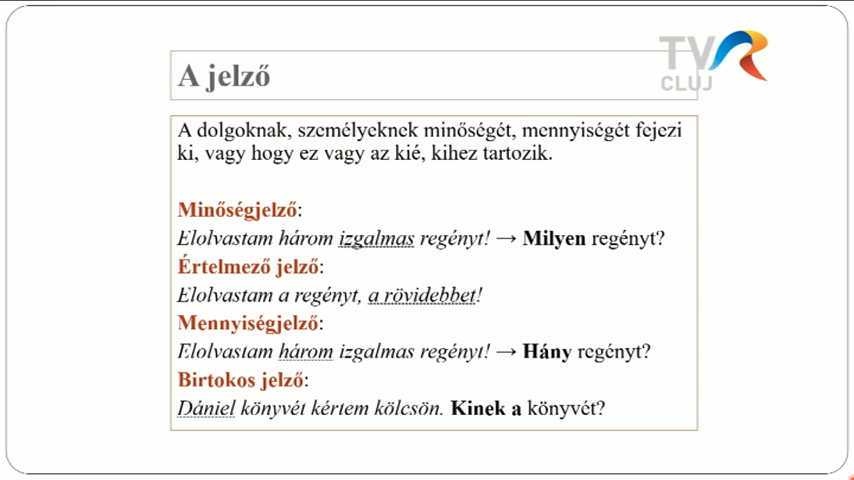 TVR
CLUJ
A jelző
A dolgoknak, személyeknek minőségét, mennyiségét fejezi
ki, vagy hogy ez vagy az kié, kihez tartozik.
Minőségjelző:
Elolvastam három izgalmas regényt! → Milyen regényt?
Értelmező jelző:
Elolvastam a regényt, a rövidebbet!
Mennyiségjelző:
Elolvastam három izgalmas regényt! → Hány regényt?
Birtokos jelző:
Dániel könyvét kértem kölcsön. Kinek a könyvét?